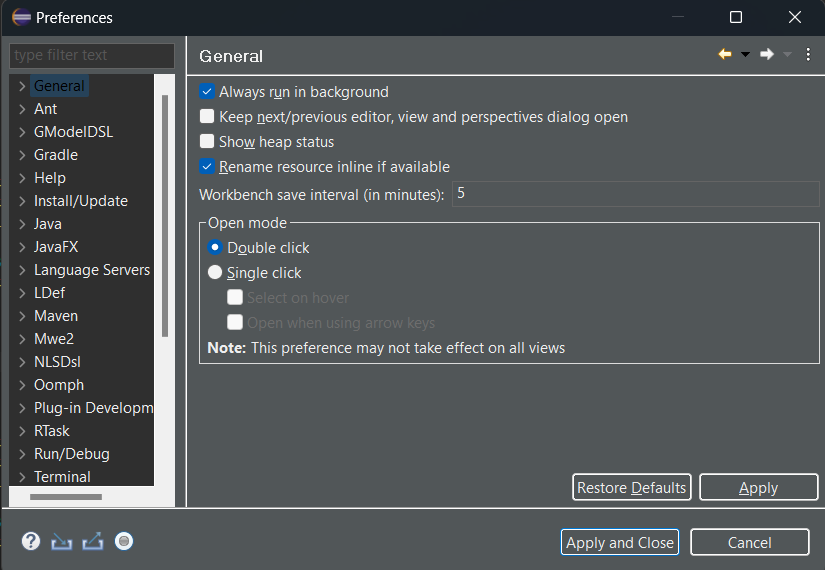 Preferences
type filter text
General
Ant
GModelDSL
Gradle
Help
Install/Update
Java
JavaFX
Language Servers
LDef
Maven
Mwe2
NLSDsl
Oomph
Plug-in Developm
RTask
Run/Debug
Terminal
General
Always run in background
Keep next/previous editor, view and perspectives dialog open
Show heap status
Rename resource inline if available
Workbench save interval (in minutes): 5
Open mode
Double click
Single click
Select on hover
Open when using arrow keys
Note: This preference may not take effect on all views
Restore Defaults Apply
Apply and Close Cancel